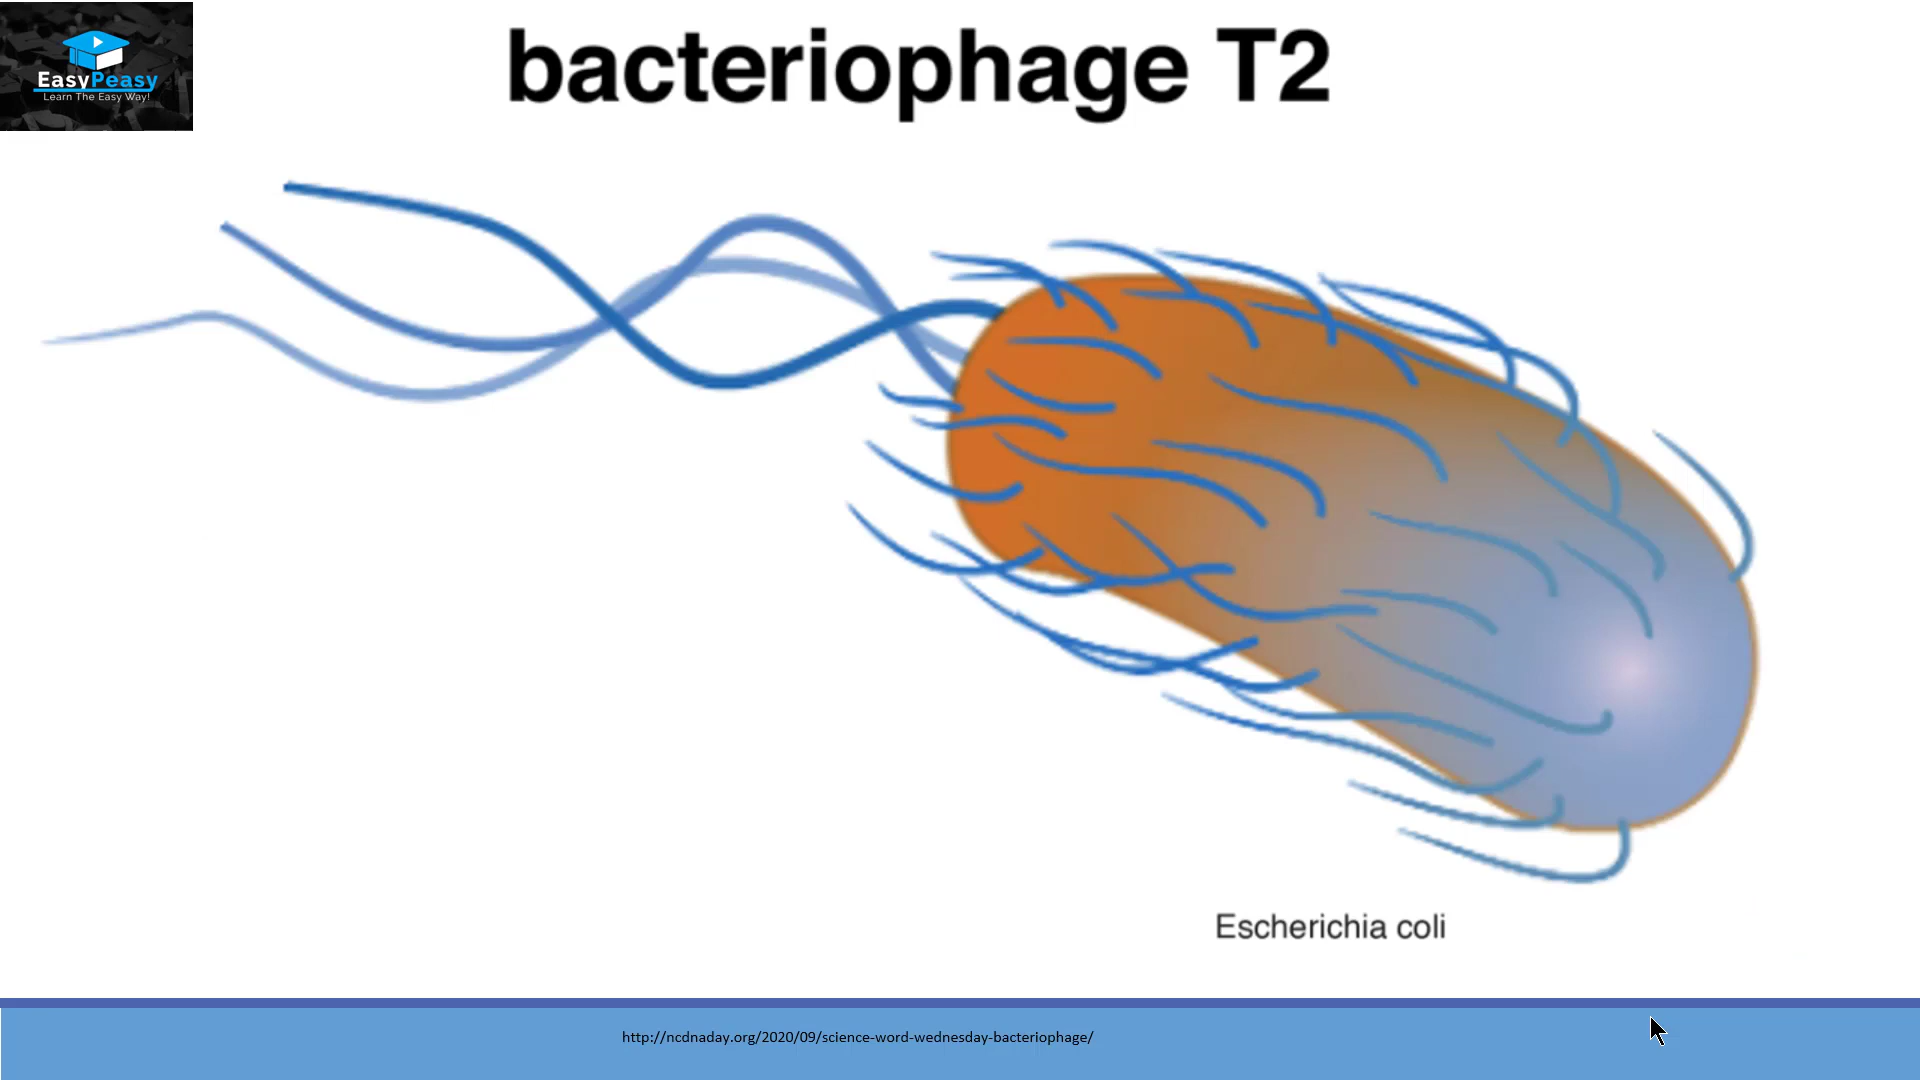 bacteriophage T2
EasyPeasy
Learn The Easy Way!
Escherichia coli
http://ncdnaday.org/2020/09/science-word-wednesday-bacteriophage/